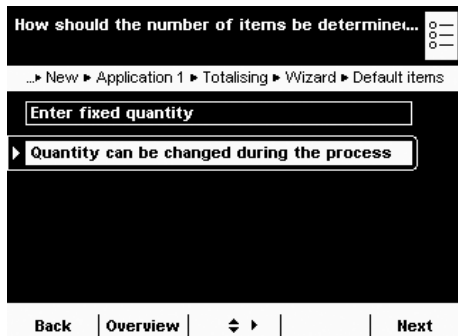 How should the number of items be determine...
...▸ New ▸ Application 1 ▸ Totalising ▸ Wizard ▸ Default items
Enter fixed quantity
Quantity can be changed during the process
Back Overview Next